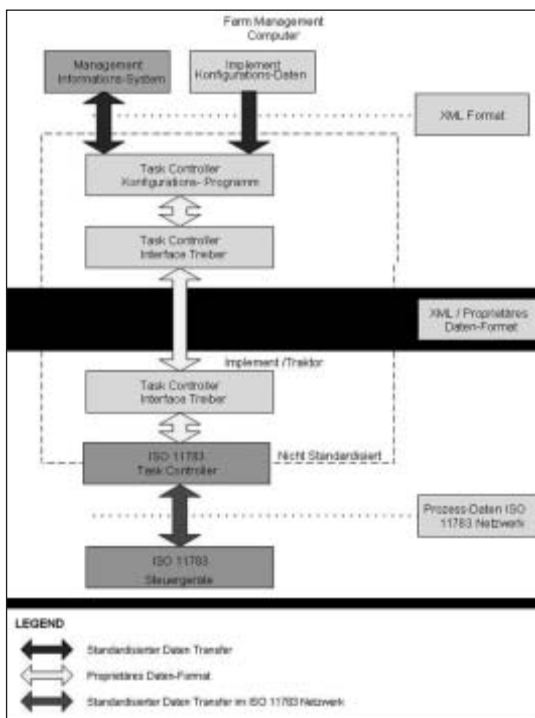 Farm Management
Computer
Management
Informations-System
Implement
Konfigurations-Daten
XML Format
Task Controller
Konfigurations- Programm
Task Controller
Interface Treiber
XML / Proprietäres
Daten-Format
Implement /Traktor
Task Controller
Interface Treiber
ISO 11783
Task Controller
Nicht Standardisiert
Prozess-Daten ISO
11783 Netzwerk
ISO 11783
Steuergeräte
LEGEND
Standardisierter Daten Transfer
Proprietäres Daten-Format
Standardisierter Daten Transfer im ISO 11783 Netzwerk